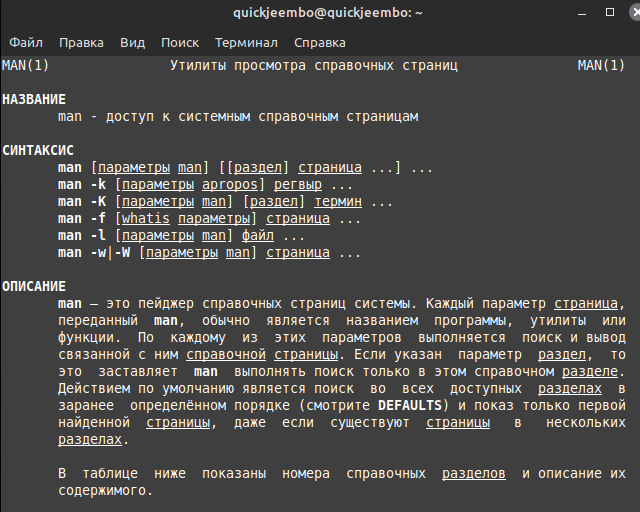 quickjeembo@quickjeembo: ~
Файл Правка Вид Поиск Терминал Справка
MAN(1) Утилиты просмотра справочных страниц MAN(1)
НАЗВАНИЕ
man - доступ к системным справочным страницам
СИНТАКСИС
man [параметры man] [[раздел] страница ...] ...
man -k [параметры apropos] регвыр ...
man -K [параметры man] [раздел] термин ...
man -f [whatis параметры] страница ...
man -l [параметры man] файл ...
man -w|-W [параметры man] страница ...
ОПИСАНИЕ
man — это пейджер справочных страниц системы. Каждый параметр страница,
переданный man, обычно является названием программы, утилиты или
функции. По каждому из этих параметров выполняется поиск и вывод
связанной с ним справочной страницы. Если указан параметр раздел, то
это заставляет man выполнять поиск только в этом справочном разделе.
Действием по умолчанию является поиск во всех доступных разделах в
заранее определённом порядке (смотрите DEFAULTS) и показ только первой
найденной страницы, даже если существуют страницы в нескольких
разделах.
В таблице ниже показаны номера справочных разделов и описание их
содержимого.